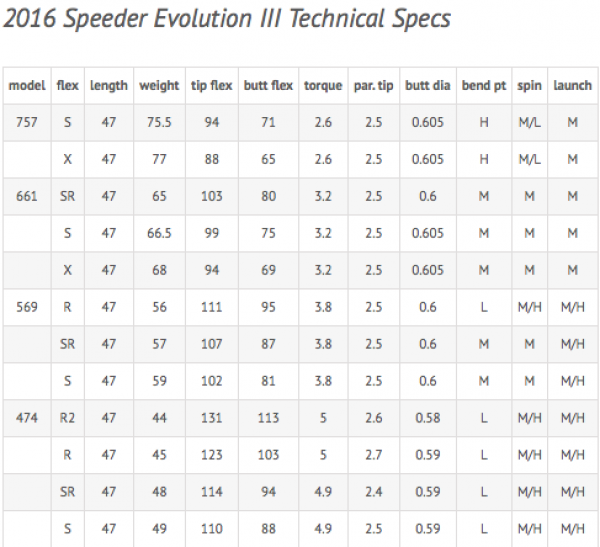 2016 Speeder Evolution III Technical Specs
model flex length weight tip flex butt flex torque par. tip butt dia bend pt spin launch
757 S 47 75.5 94 71 2.6 2.5 0.605 H M/L M
X 47 77 88 65 2.6 2.5 0.605 H M/L M
661 SR 47 65 103 80 3.2 2.5 0.6 M M M
S 47 66.5 99 75 3.2 2.5 0.605 M M M
X 47 68 94 69 3.2 2.5 0.605 M M M
569 R 47 56 111 95 3.8 2.5 0.6 L M/H M/H
SR 47 57 107 87 3.8 2.5 0.6 M M M/H
S 47 59 102 81 3.8 2.5 0.6 M M M/H
474 R2 47 44 131 113 5 2.6 0.58 L M/H M/H
R 47 45 123 103 5 2.7 0.59 L M/H M/H
SR 47 48 114 94 4.9 2.4 0.59 L M/H M/H
S 47 49 110 88 4.9 2.5 0.59 L M/H M/H